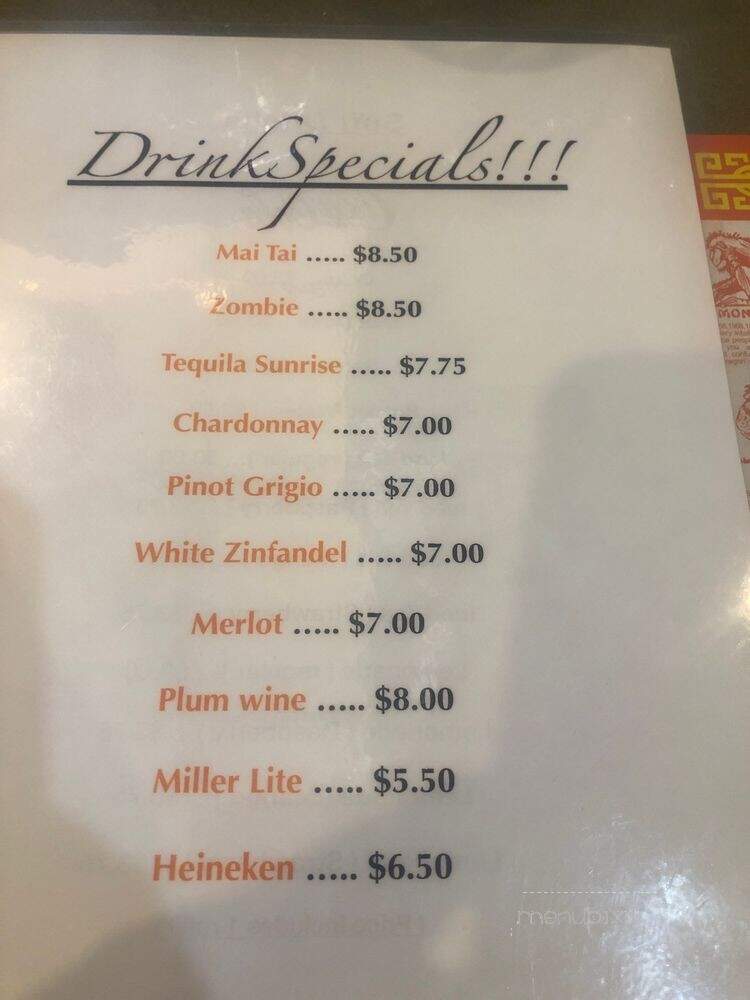 DrinkSpecials!!!
Mai Tai ..... $8.50
Zombie ..... $8.50
Tequila Sunrise ..... $7.75
Chardonnay ..... $7.00
Pinot Grigio ..... $7.00
White Zinfandel ..... $7.00
Merlot ..... $7.00
Plum wine ..... $8.00
Miller Lite ..... $5.50
Heineken ..... $6.50
MON
menupix